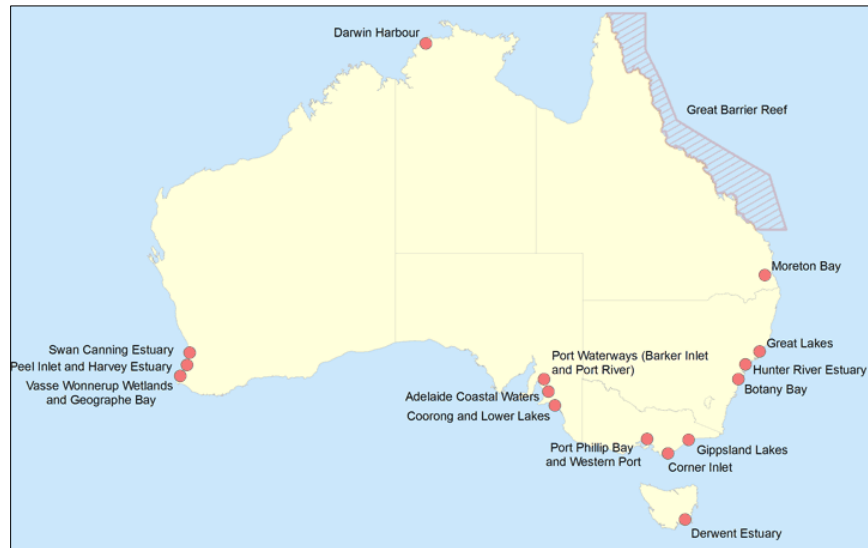 Darwin Harbour
Great Barrier Reef
Moreton Bay
Swan Canning Estuary
Peel Inlet and Harvey Estuary
Vasse Wonnerup Wetlands
and Geographe Bay
Port Waterways (Barker Inlet
and Port River)
Adelaide Coastal Waters
Coorong and Lower Lakes
Great Lakes
Hunter River Estuary
Botany Bay
Port Phillip Bay
and Western Port
Gippsland Lakes
Corner Inlet
Derwent Estuary